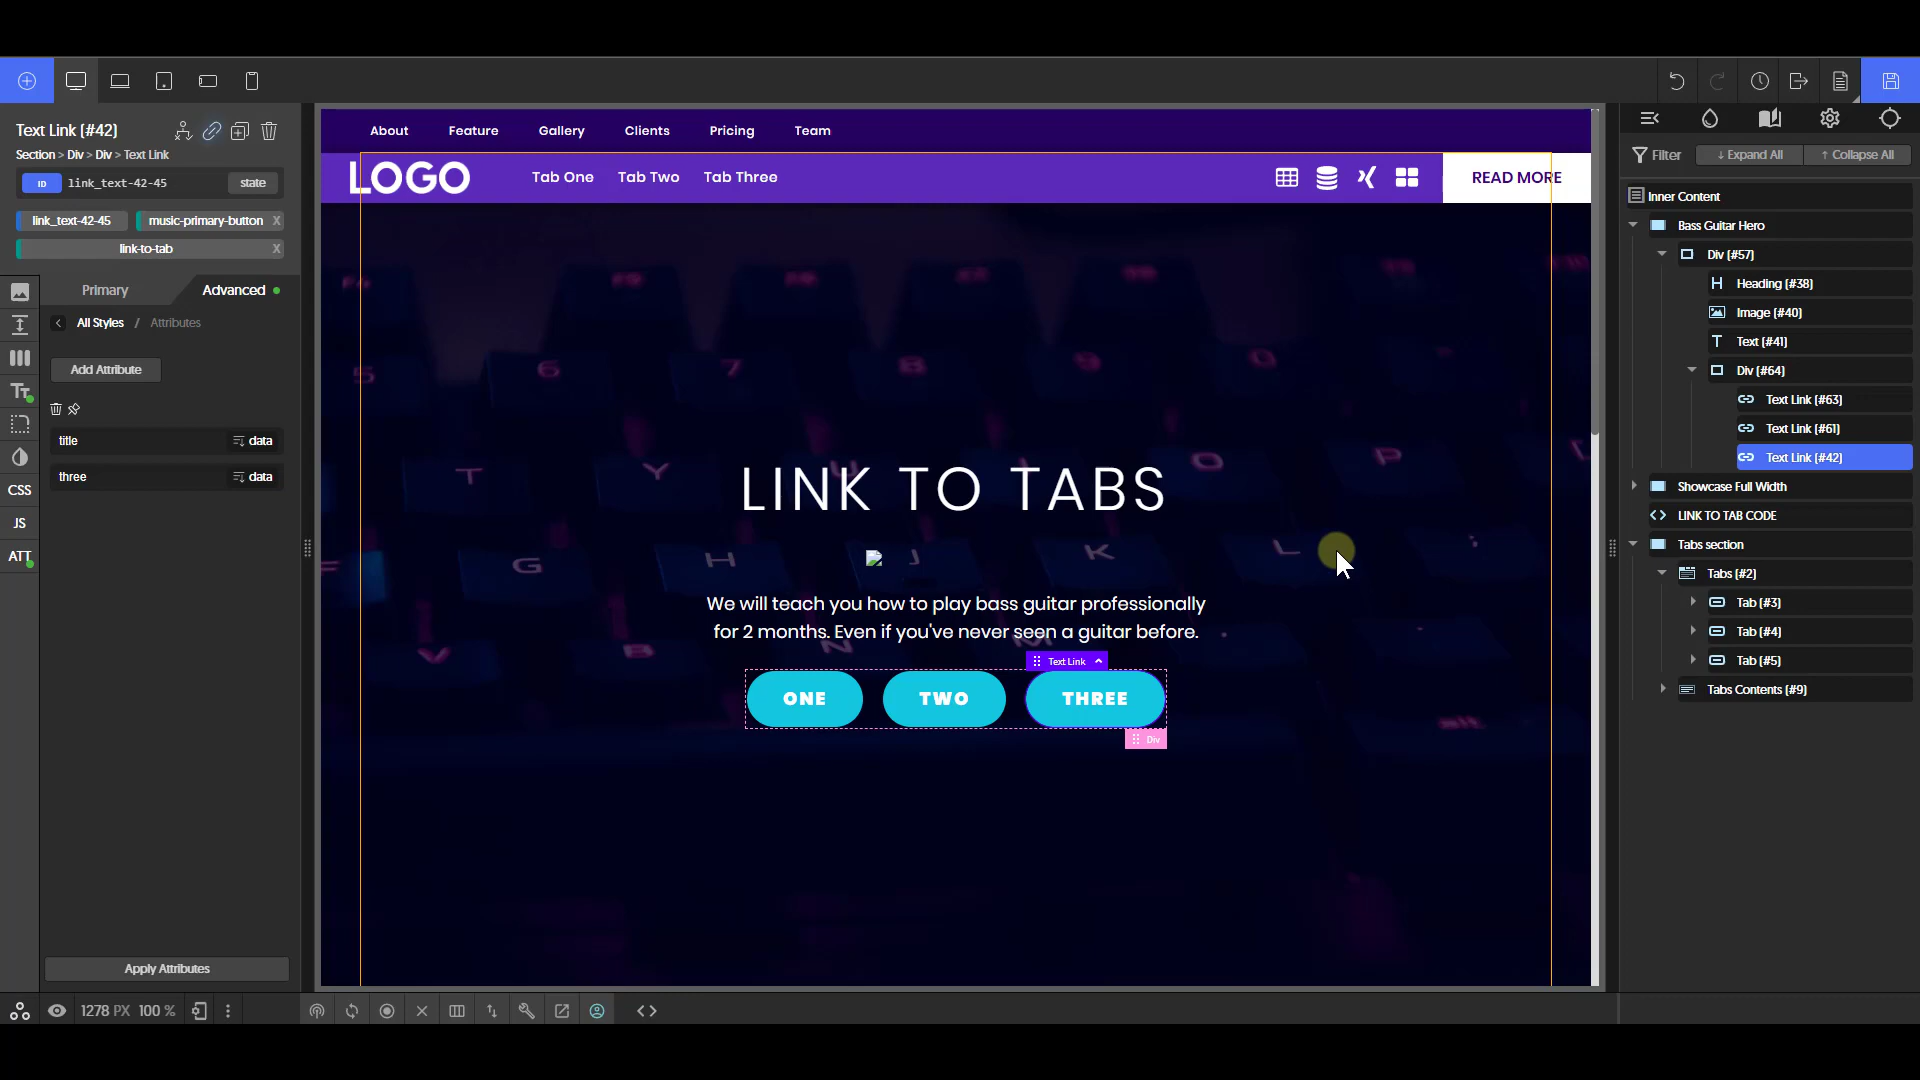 Text Link (#42)
Section > Div > Div > Text Link
ID link_text-42-45 state
link_text-42-45 music-primary-button X
link-to-tab X
Primary Advanced
All Styles / Attributes
Add Attribute
title data
three data
CSS
JS
ATT
Apply Attributes
1278 PX 100 %
About Feature Gallery Clients Pricing Team
LOGO Tab One Tab Two Tab Three READ MORE
LINK TO TABS
We will teach you how to play bass guitar professionally
for 2 months. Even if you've never seen a guitar before.
Text Link
ONE TWO THREE
Div
Filter Expand All Collapse All
Inner Content
Bass Guitar Hero
Div (#57)
Heading (#38)
Image (#40)
Text (#41)
Div (#64)
Text Link (#63)
Text Link (#61)
Text Link (#42)
Showcase Full Width
LINK TO TAB CODE
Tabs section
Tabs (#2)
Tab (#3)
Tab (#4)
Tab (#5)
Tabs Contents (#9)